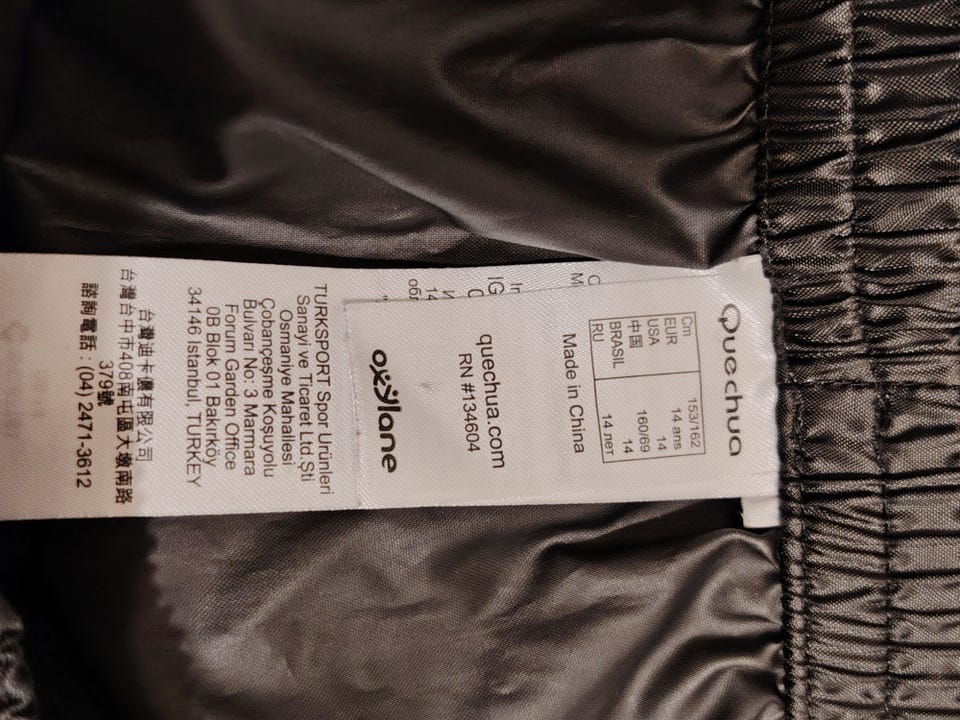 Quechua
Cm 153/162
EUR 14 ans
USA 14
中国 160/69
BRASIL 14
RU 14 лет
Made in China
quechua.com
RN #134604
oxylane
TURKSPORT Spor Ürünleri
Sanayi ve Ticaret Ltd.Şti
Osmaniye Mahallesi
Çobançeşme Koşuyolu
Bulvarı No: 3 Marmara
Forum Garden Office
0B Blok 01 Bakırköy
34146 Istanbul, TURKEY
台灣迪卡儂有限公司
台灣台中市408南屯區大墩南路
379號
諮詢電話 : (04) 2471-3612